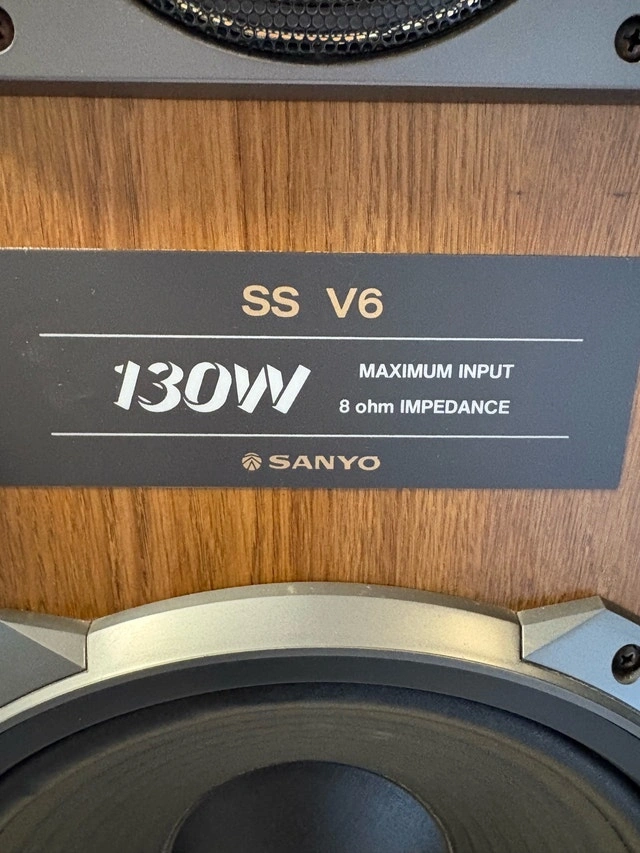 SS V6
130W
MAXIMUM INPUT
8 ohm IMPEDANCE
SANYO